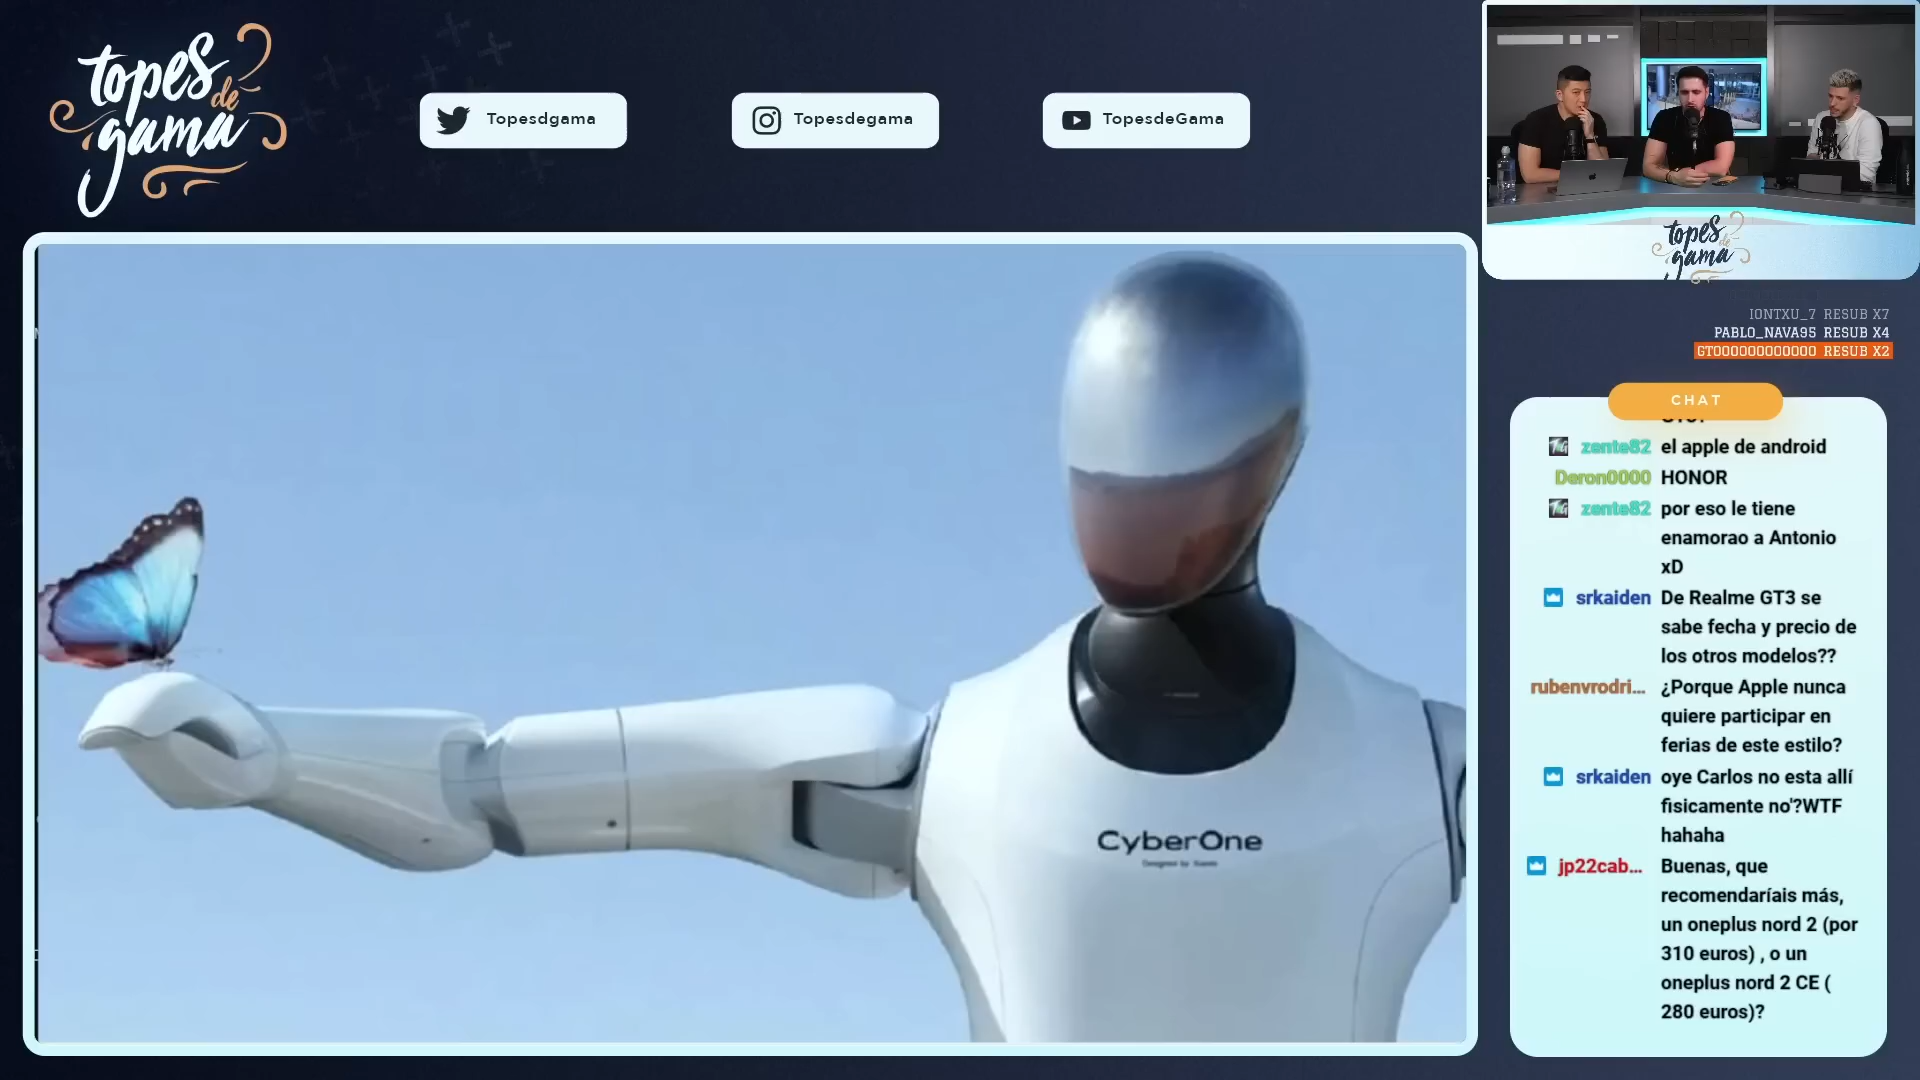 topes
de
gama
Topesdgama
Topesdegama
TopesdeGama
CyberOne
topes
de
gama
IONTXU_7 RESUB X7
PABLO_NAVA95 RESUB X4
GT000000000000 RESUB X2
CHAT
zente82 el apple de android
Deron0000 HONOR
zente82 por eso le tiene
enamorao a Antonio
xD
srkaiden De Realme GT3 se
sabe fecha y precio de
los otros modelos??
rubenvrodri... ¿Porque Apple nunca
quiere participar en
ferias de este estilo?
srkaiden oye Carlos no esta allí
fisicamente no'?WTF
hahaha
jp22cab... Buenas, que
recomendaríais más,
un oneplus nord 2 (por
310 euros) , o un
oneplus nord 2 CE (
280 euros)?